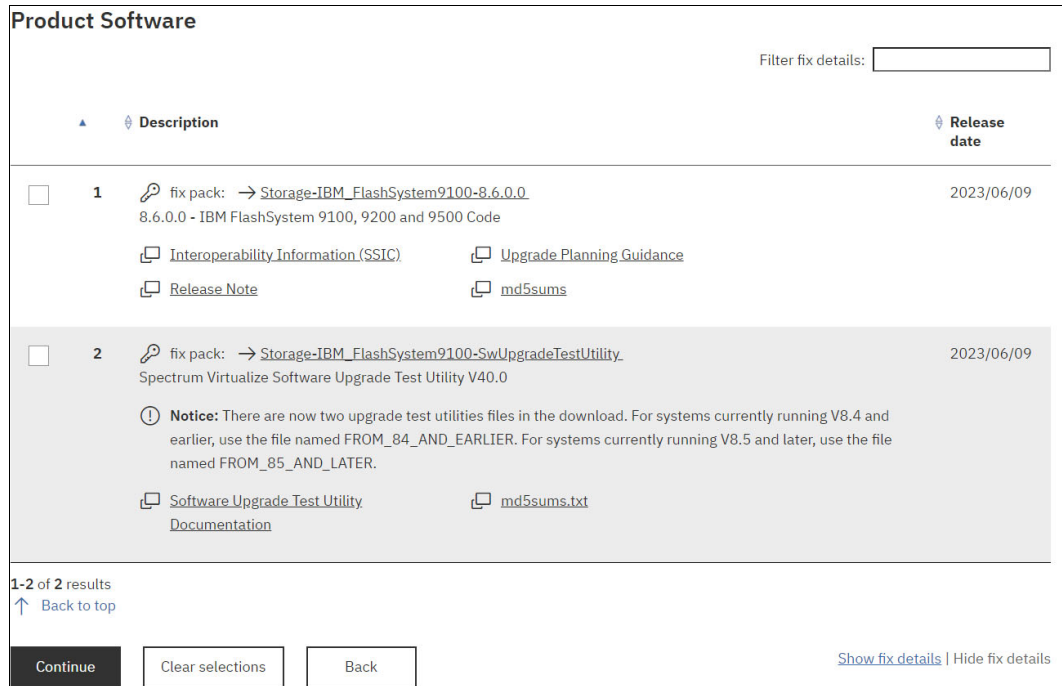 Product Software
Filter fix details:
Description
Release
date
1 fix pack: → Storage-IBM_FlashSystem9100-8.6.0.0 2023/06/09
8.6.0.0 - IBM FlashSystem 9100, 9200 and 9500 Code
Interoperability Information (SSIC) Upgrade Planning Guidance
Release Note md5sums
2 fix pack: → Storage-IBM_FlashSystem9100-SwUpgradeTestUtility 2023/06/09
Spectrum Virtualize Software Upgrade Test Utility V40.0
Notice: There are now two upgrade test utilities files in the download. For systems currently running V8.4 and
earlier, use the file named FROM_84_AND_EARLIER. For systems currently running V8.5 and later, use the file
named FROM_85_AND_LATER.
Software Upgrade Test Utility md5sums.txt
Documentation
1-2 of 2 results
↑ Back to top
Continue Clear selections Back Show fix details | Hide fix details